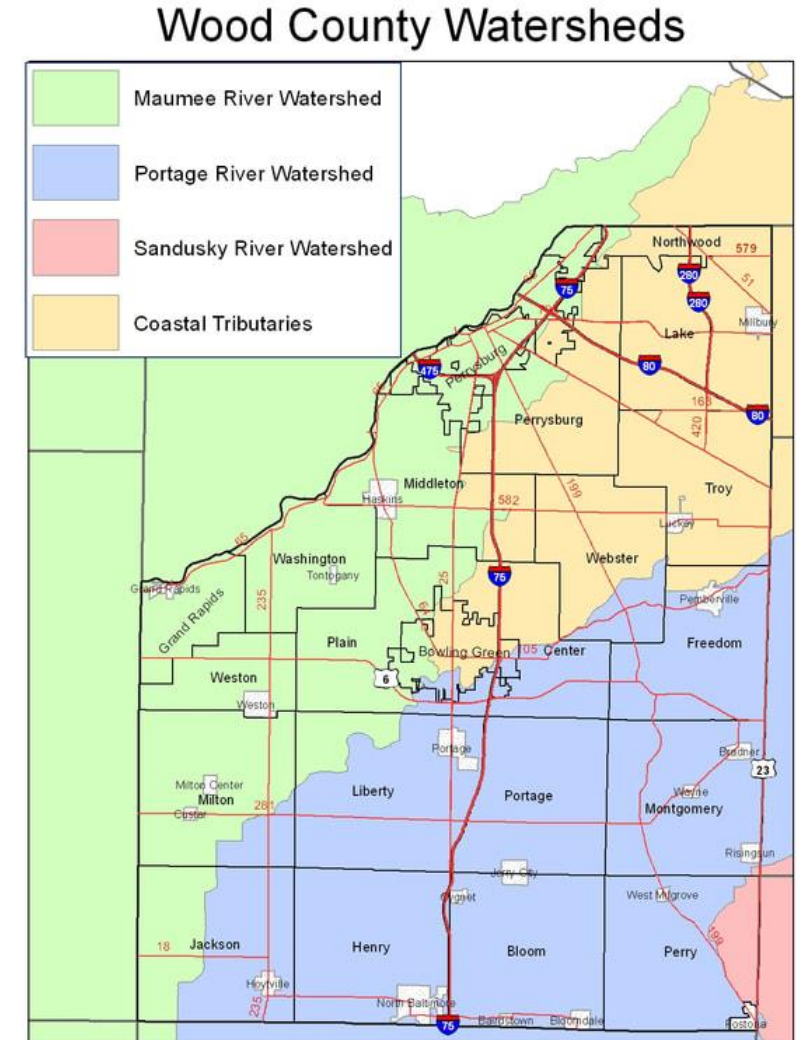 Wood County Watersheds
Maumee River Watershed
Portage River Watershed
Sandusky River Watershed
Coastal Tributaries
Northwood
579
280
51
75
280
Millbury
Lake
475
Perrysburg
80
65
163
80
420
Perrysburg
Middleton
199
Troy
Haskins
582
Luckey
65
Washington
Webster
Tontogany
75
25
Grand Rapids
235
Pemberville
Grand Rapids
Plain
Bowling Green
105
Center
Freedom
6
Weston
Weston
Portage
Bradner
23
Milton Center
Liberty
Portage
Wayne
Milton
281
Montgomery
Custar
Risingsun
Jerry City
Cygnet
West Millgrove
199
18
Jackson
Henry
Bloom
Perry
Hoytville
235
North Baltimore
75
Bairdstown
Bloomdale
Fostoria